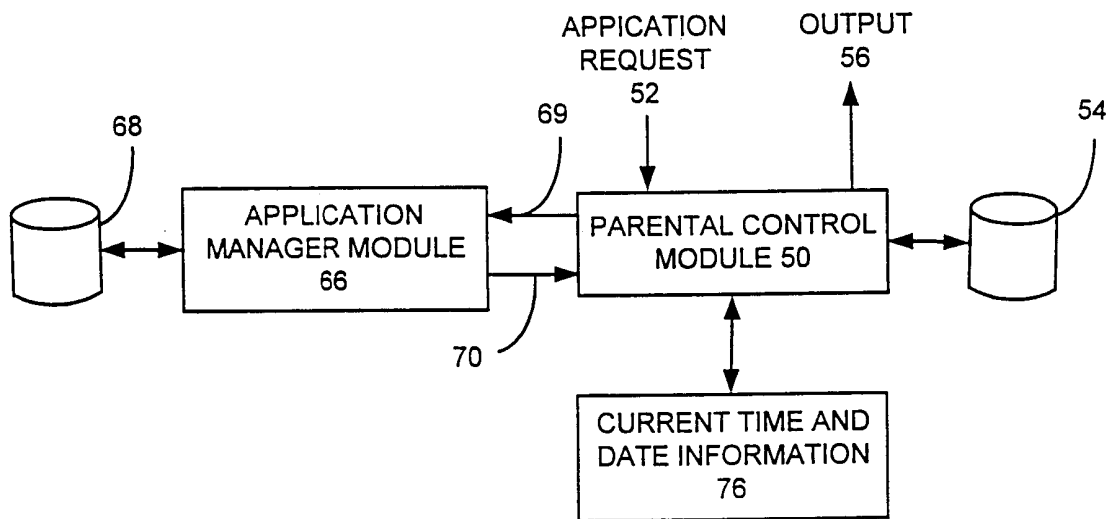 APPICATION
REQUEST
52
OUTPUT
56
68
69
54
APPLICATION
MANAGER MODULE
66
PARENTAL CONTROL
MODULE 50
70
CURRENT TIME AND
DATE INFORMATION
76